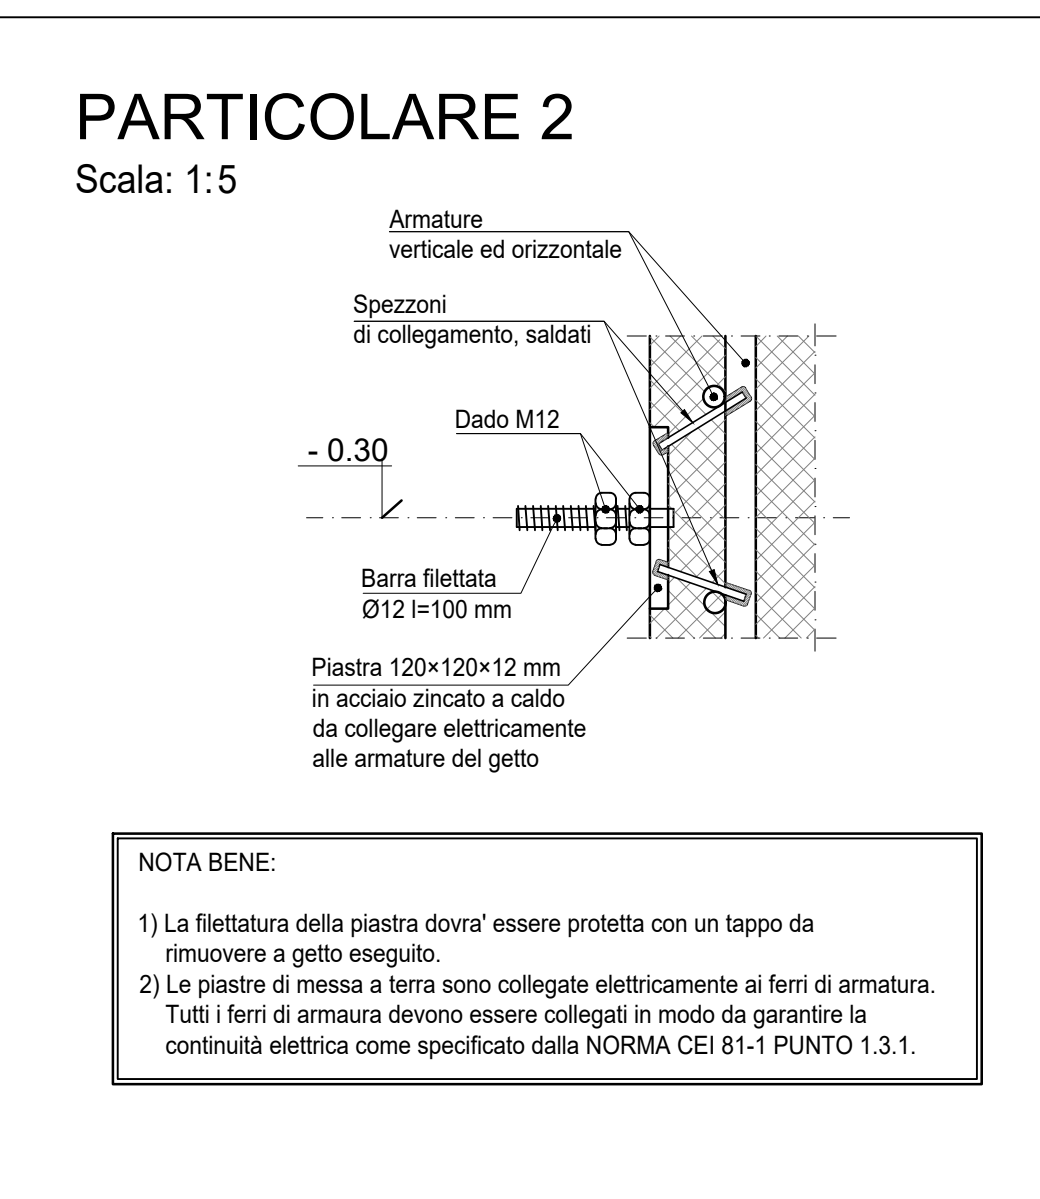 PARTICOLARE 2
Scala: 1:5
Armature
verticale ed orizzontale
Spezzoni
di collegamento, saldati
Dado M12
- 0.30
Barra filettata
Ø12 l=100 mm
Piastra 120×120×12 mm
in acciaio zincato a caldo
da collegare elettricamente
alle armature del getto
NOTA BENE:
1) La filettatura della piastra dovra' essere protetta con un tappo da
rimuovere a getto eseguito.
2) Le piastre di messa a terra sono collegate elettricamente ai ferri di armatura.
Tutti i ferri di armaura devono essere collegati in modo da garantire la
continuità elettrica come specificato dalla NORMA CEI 81-1 PUNTO 1.3.1.